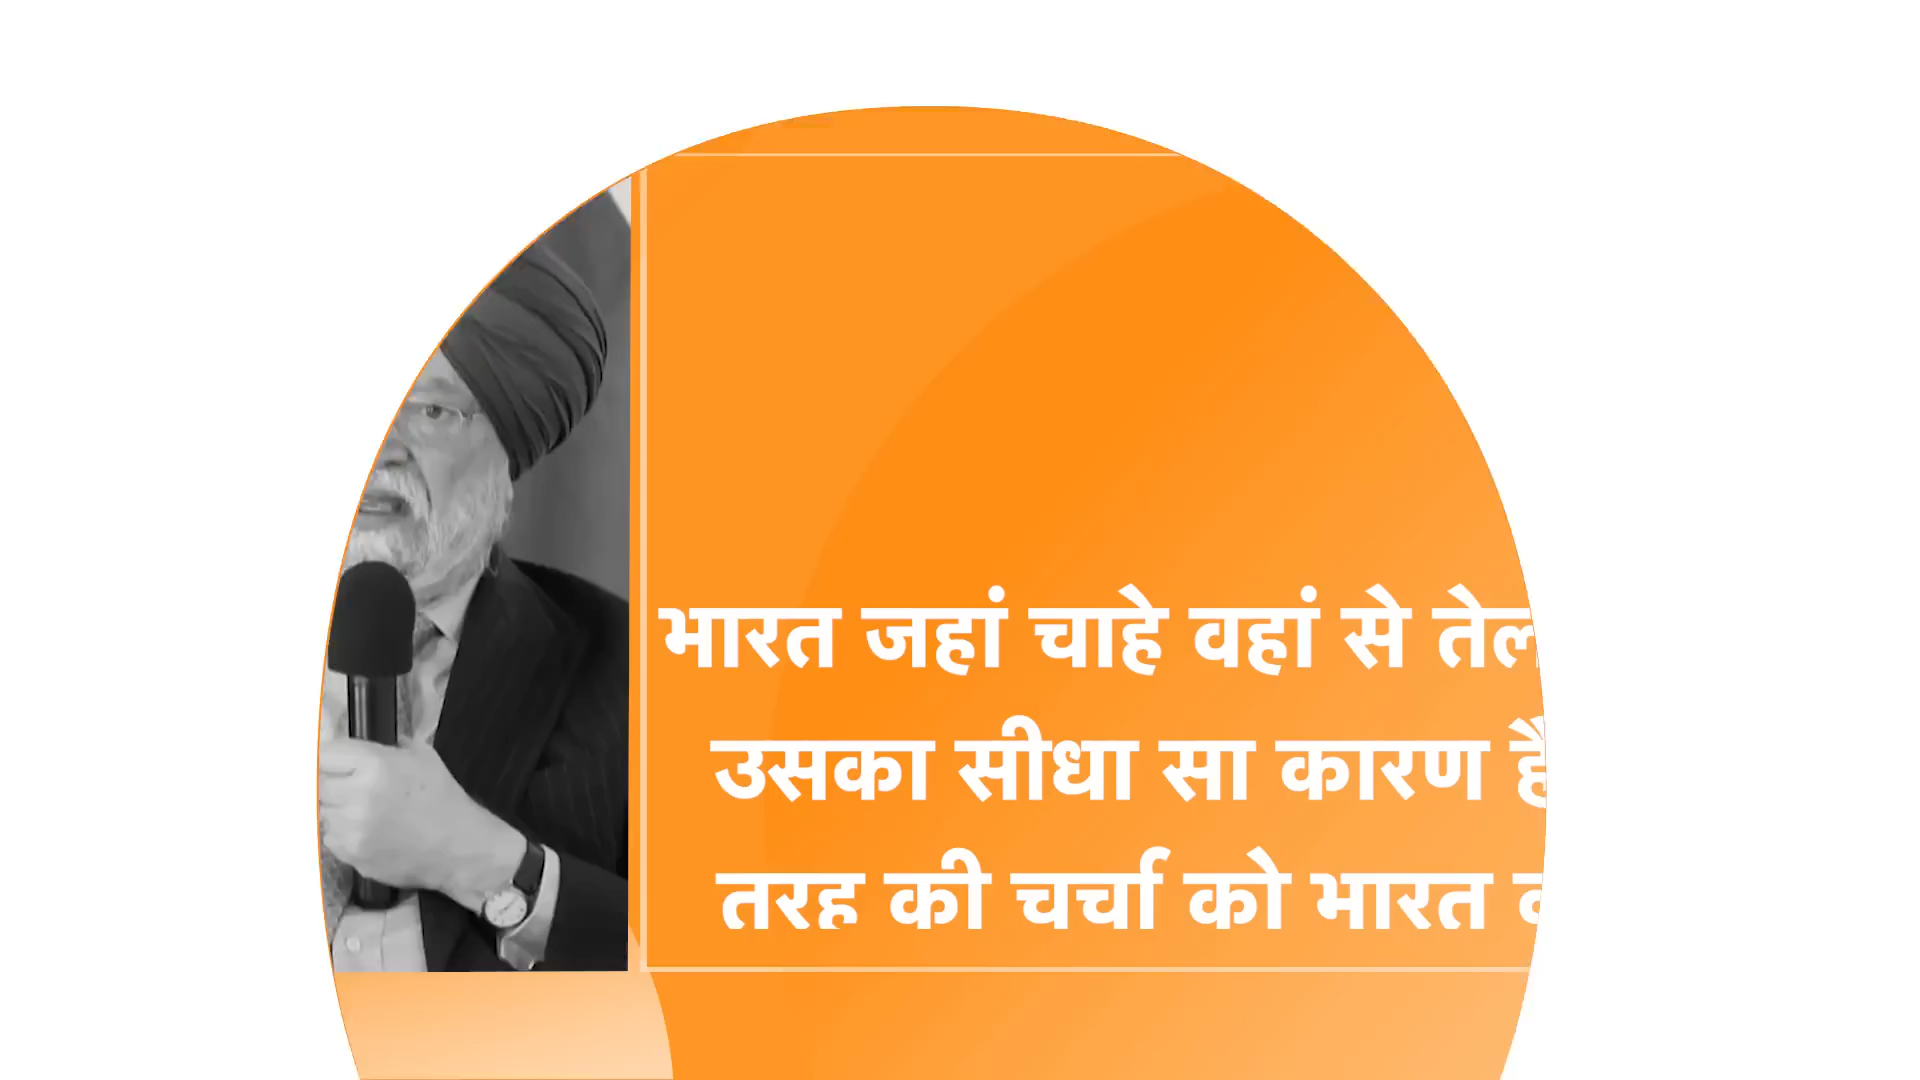 भारत जहां चाहे वहां से तेल
उसका सीधा सा कारण है
तरह की चर्चा को भारत